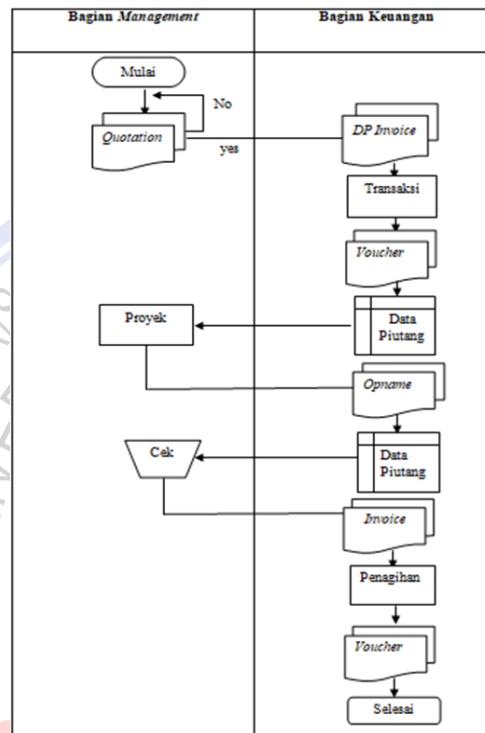 Bagian Management
Bagian Keuangan
Mulai
No
Quotation
yes
DP Invoice
Transaksi
Voucher
Data
Piutang
Proyek
Opname
Data
Piutang
Cek
Invoice
Penagihan
Voucher
Selesai